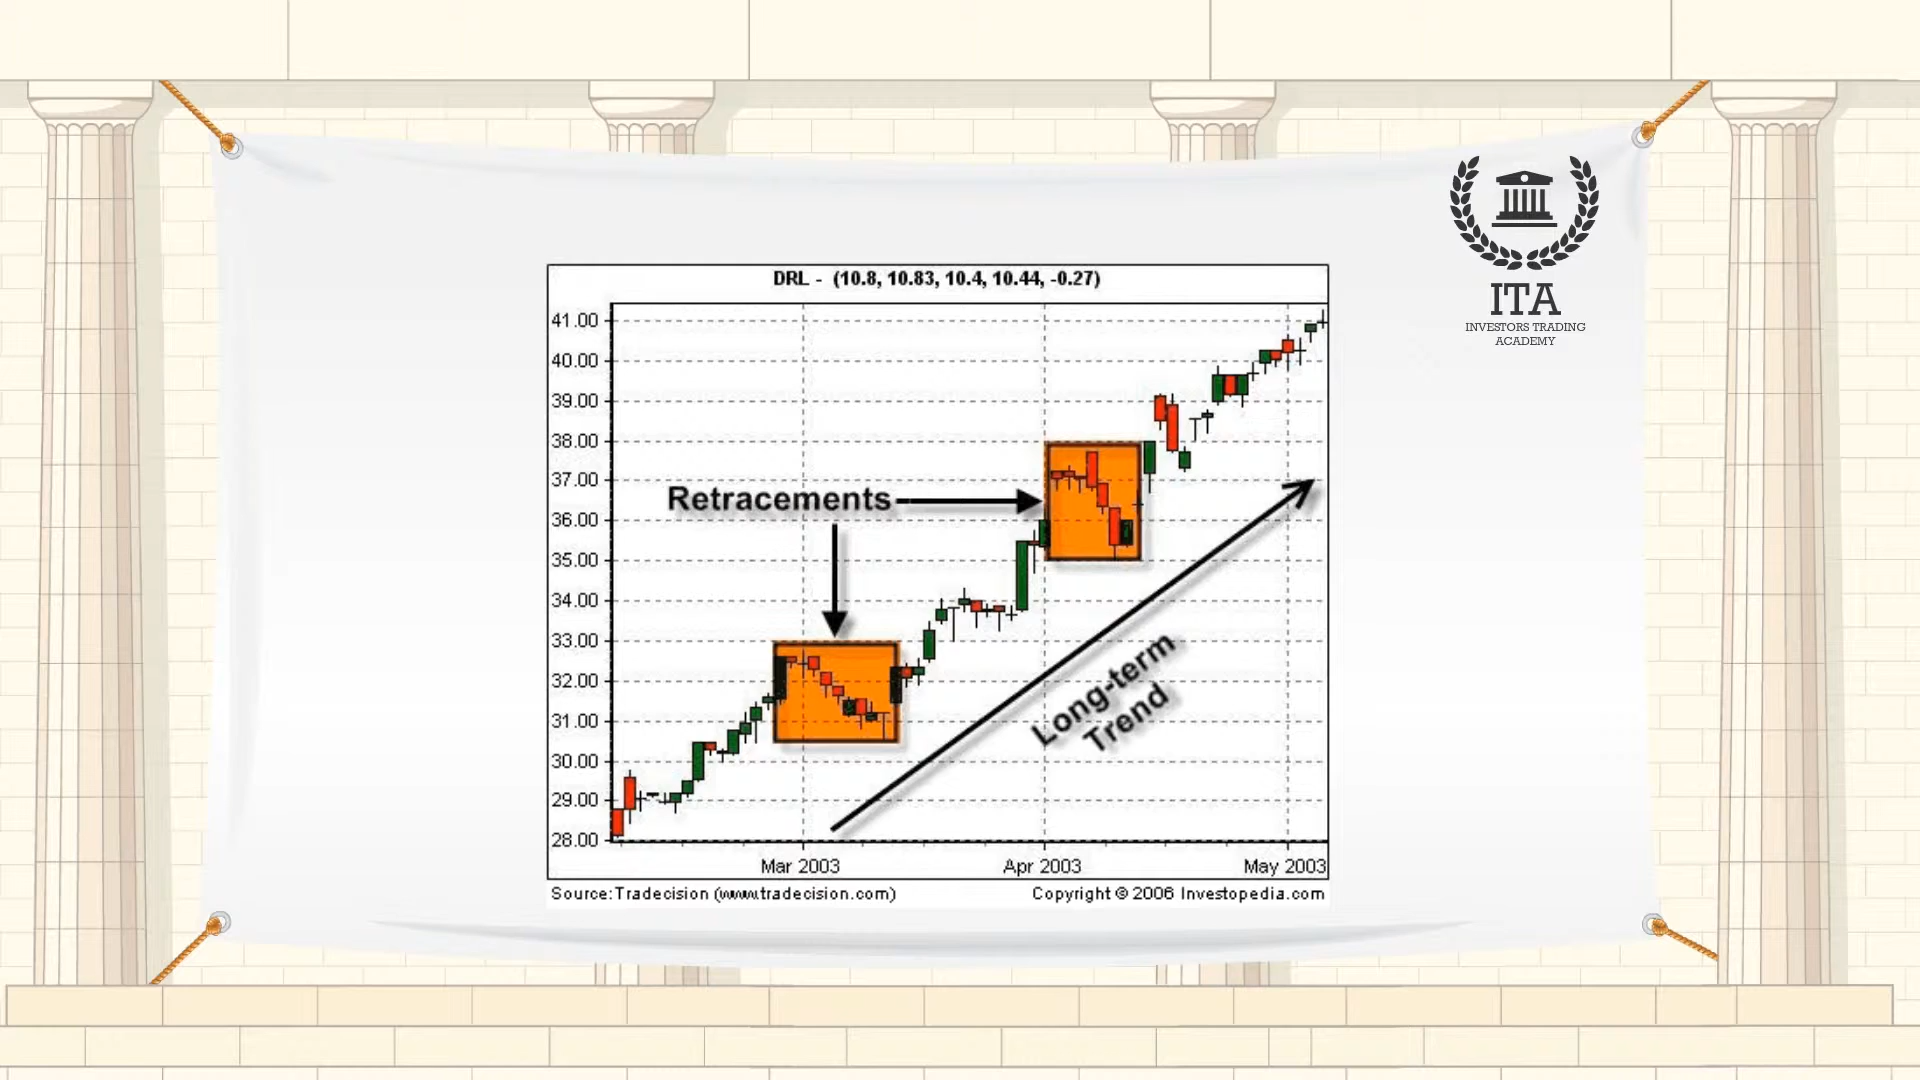 ITA
INVESTORS TRADING
ACADEMY
DRL - (10.8, 10.83, 10.4, 10.44, -0.27)
41.00
40.00
39.00
38.00
37.00
36.00
35.00
34.00
33.00
32.00
31.00
30.00
29.00
28.00
Retracements
Long-term
Trend
Mar 2003 Apr 2003 May 2003
Source:Tradecision (www.tradecision.com) Copyright © 2006 Investopedia.com